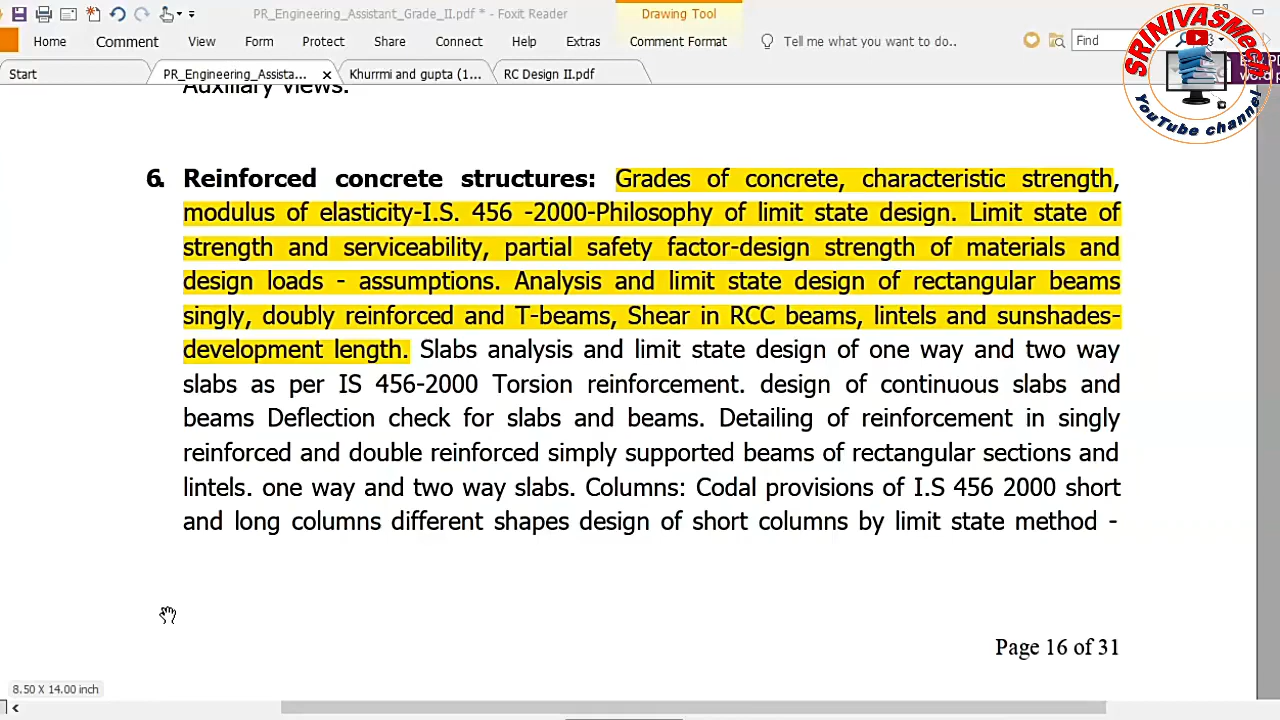 PR_Engineering_Assistant_Grade_II.pdf * - Foxit Reader
Drawing Tool
Home Comment View Form Protect Share Connect Help Extras Comment Format Tell me what you want to do.. Find
Start PR_Engineering_Assista... × Khurrmi and gupta (1... RC Design II.pdf
SRINIVASMech
YouTube channel
Auxiliary views.
6. Reinforced concrete structures: Grades of concrete, characteristic strength,
modulus of elasticity-I.S. 456 -2000-Philosophy of limit state design. Limit state of
strength and serviceability, partial safety factor-design strength of materials and
design loads - assumptions. Analysis and limit state design of rectangular beams
singly, doubly reinforced and T-beams, Shear in RCC beams, lintels and sunshades-
development length. Slabs analysis and limit state design of one way and two way
slabs as per IS 456-2000 Torsion reinforcement. design of continuous slabs and
beams Deflection check for slabs and beams. Detailing of reinforcement in singly
reinforced and double reinforced simply supported beams of rectangular sections and
lintels. one way and two way slabs. Columns: Codal provisions of I.S 456 2000 short
and long columns different shapes design of short columns by limit state method -
Page 16 of 31
8.50 X 14.00 inch